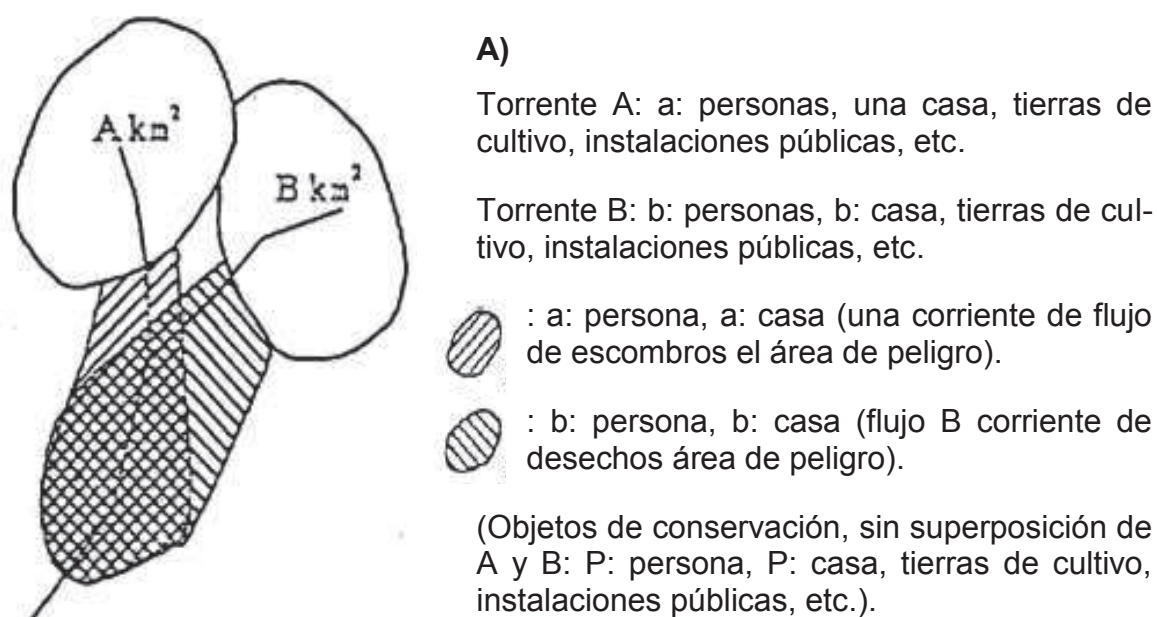 A km²
B km²
A)
Torrente A: a: personas, una casa, tierras de
cultivo, instalaciones públicas, etc.
Torrente B: b: personas, b: casa, tierras de cul-
tivo, instalaciones públicas, etc.
: a: persona, a: casa (una corriente de flujo
de escombros el área de peligro).
: b: persona, b: casa (flujo B corriente de
desechos área de peligro).
(Objetos de conservación, sin superposición de
A y B: P: persona, P: casa, tierras de cultivo,
instalaciones públicas, etc.).